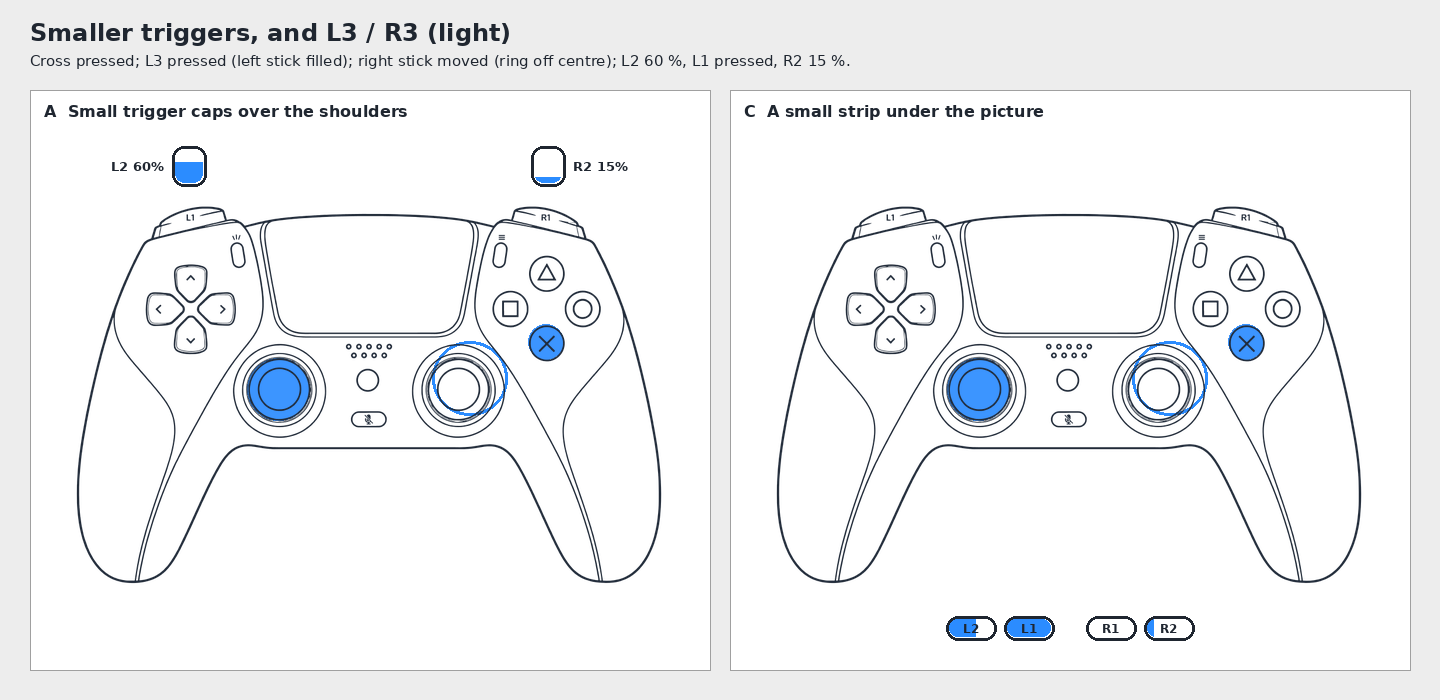 Smaller triggers, and L3 / R3 (light)
Cross pressed; L3 pressed (left stick filled); right stick moved (ring off centre); L2 60 %, L1 pressed, R2 15 %.
A Small trigger caps over the shoulders
L2 60%
R2 15%
L1
R1
C A small strip under the picture
L1
R1
L2
L1
R1
R2